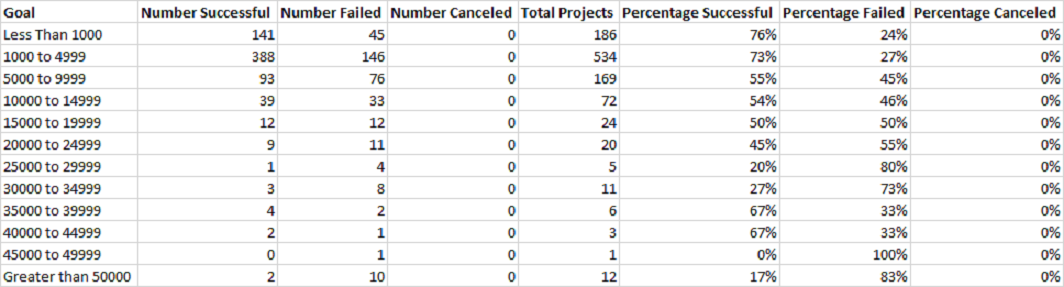 Goal Number Successful Number Failed Number Canceled Total Projects Percentage Successful Percentage Failed Percentage Canceled
Less Than 1000 141 45 0 186 76% 24% 0%
1000 to 4999 388 146 0 534 73% 27% 0%
5000 to 9999 93 76 0 169 55% 45% 0%
10000 to 14999 39 33 0 72 54% 46% 0%
15000 to 19999 12 12 0 24 50% 50% 0%
20000 to 24999 9 11 0 20 45% 55% 0%
25000 to 29999 1 4 0 5 20% 80% 0%
30000 to 34999 3 8 0 11 27% 73% 0%
35000 to 39999 4 2 0 6 67% 33% 0%
40000 to 44999 2 1 0 3 67% 33% 0%
45000 to 49999 0 1 0 1 0% 100% 0%
Greater than 50000 2 10 0 12 17% 83% 0%